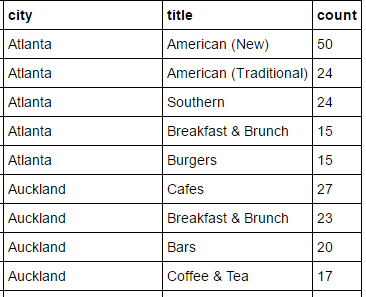 city title count
Atlanta American (New) 50
Atlanta American (Traditional) 24
Atlanta Southern 24
Atlanta Breakfast & Brunch 15
Atlanta Burgers 15
Auckland Cafes 27
Auckland Breakfast & Brunch 23
Auckland Bars 20
Auckland Coffee & Tea 17